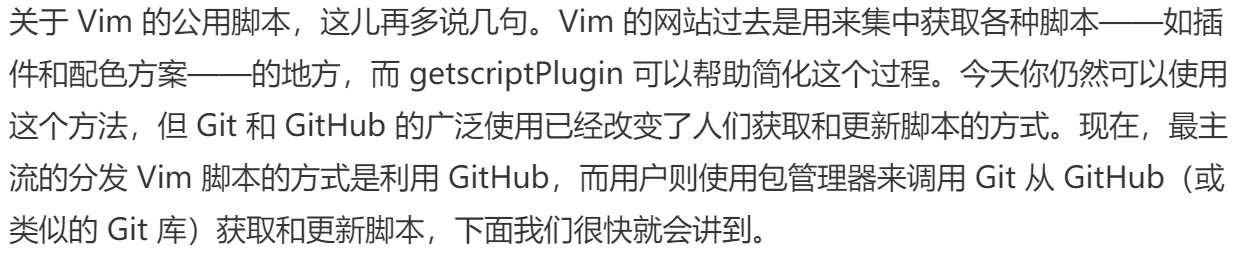 关于 Vim 的公用脚本，这儿再多说几句。Vim 的网站过去是用来集中获取各种脚本——如插
件和配色方案——的地方，而 getscriptPlugin 可以帮助简化这个过程。今天你仍然可以使用
这个方法，但 Git 和 GitHub 的广泛使用已经改变了人们获取和更新脚本的方式。现在，最主
流的分发 Vim 脚本的方式是利用 GitHub，而用户则使用包管理器来调用 Git 从 GitHub（或
类似的 Git 库）获取和更新脚本，下面我们很快就会讲到。